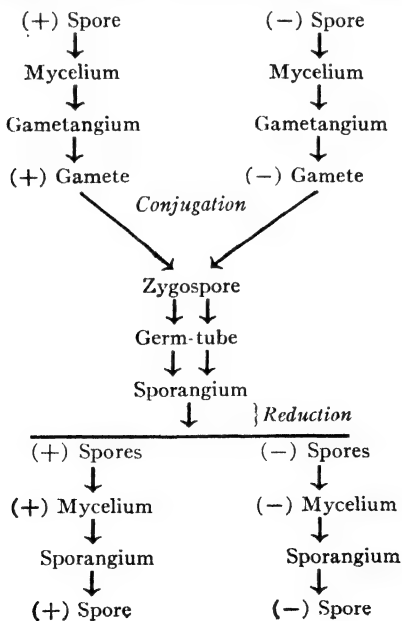 (+) Spore (−) Spore
Mycelium Mycelium
Gametangium Gametangium
(+) Gamete (−) Gamete
Conjugation
Zygospore
Germ-tube
Sporangium
}Reduction
(+) Spores (−) Spores
(+) Mycelium (−) Mycelium
Sporangium Sporangium
(+) Spore (−) Spore